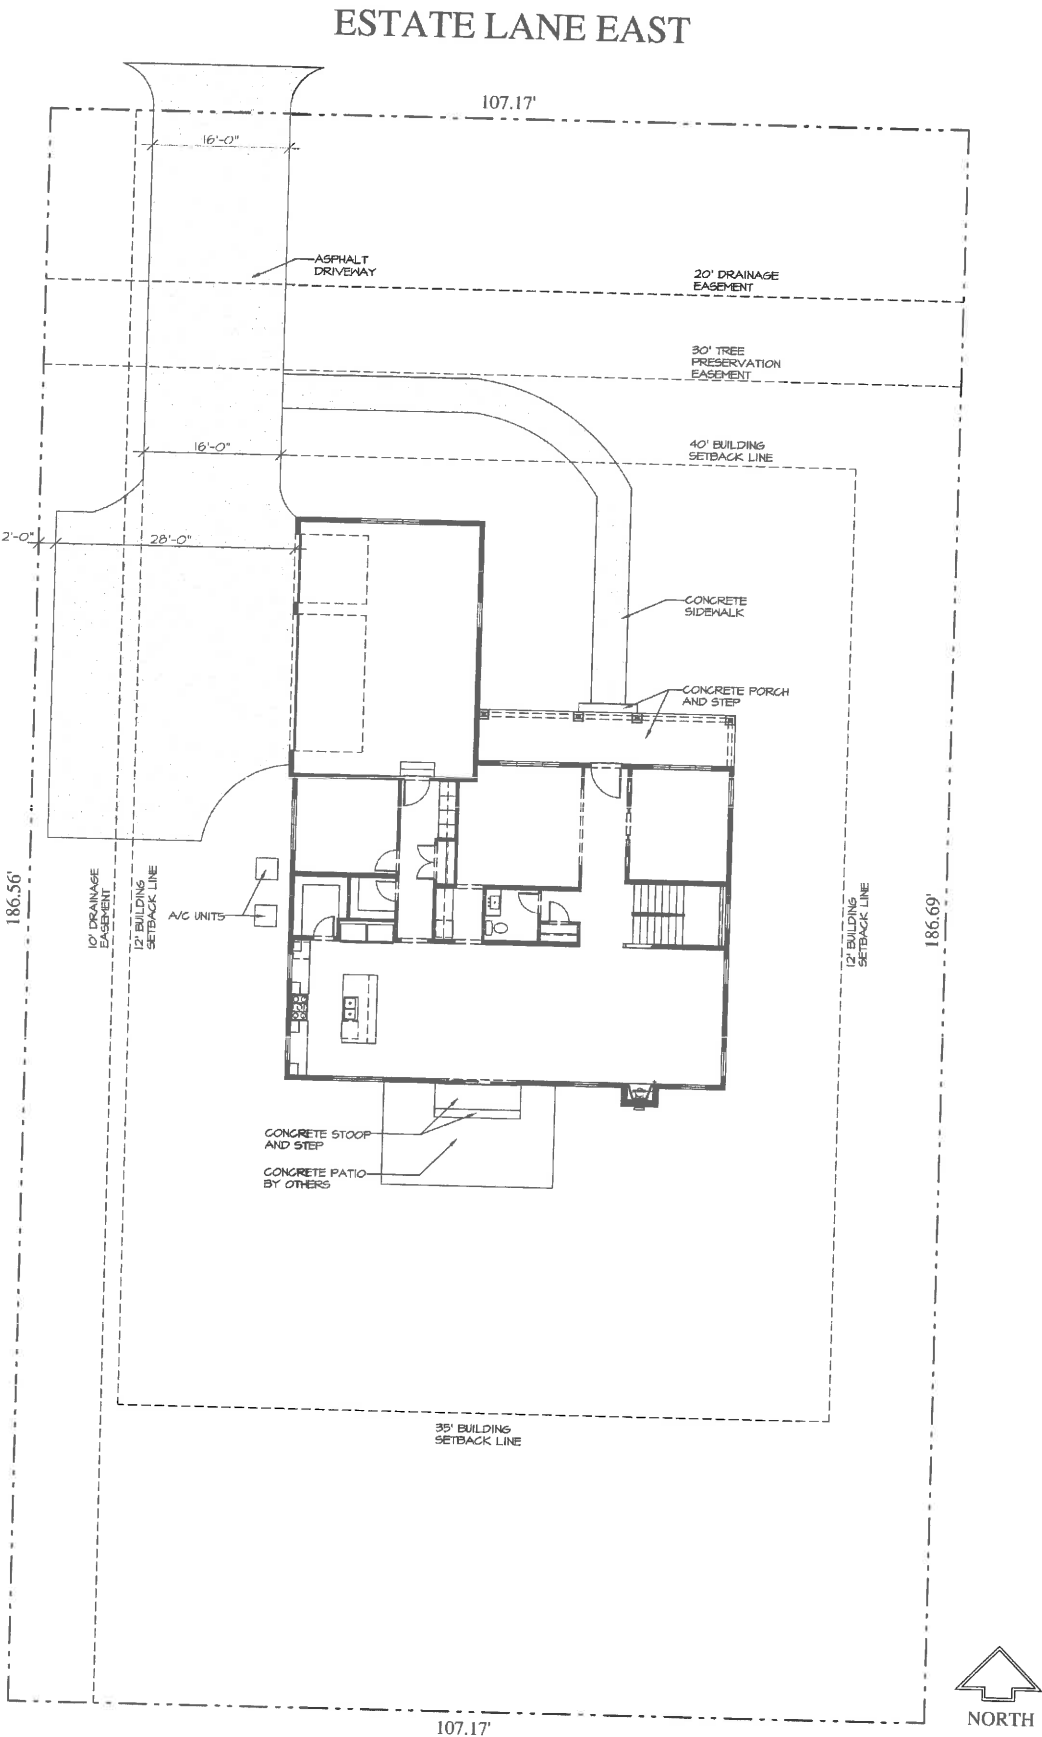 ESTATE LANE EAST
107.17'
16'-0"
ASPHALT
DRIVEWAY
20' DRAINAGE
EASEMENT
30' TREE
PRESERVATION
EASEMENT
16'-0"
40' BUILDING
SETBACK LINE
2'-0"
28'-0"
CONCRETE
SIDEWALK
CONCRETE PORCH
AND STEP
186.56'
10' DRAINAGE
EASEMENT
12' BUILDING
SETBACK LINE
A/C UNITS
12' BUILDING
SETBACK LINE
186.69'
CONCRETE STOOP
AND STEP
CONCRETE PATIO
BY OTHERS
35' BUILDING
SETBACK LINE
NORTH
107.17'